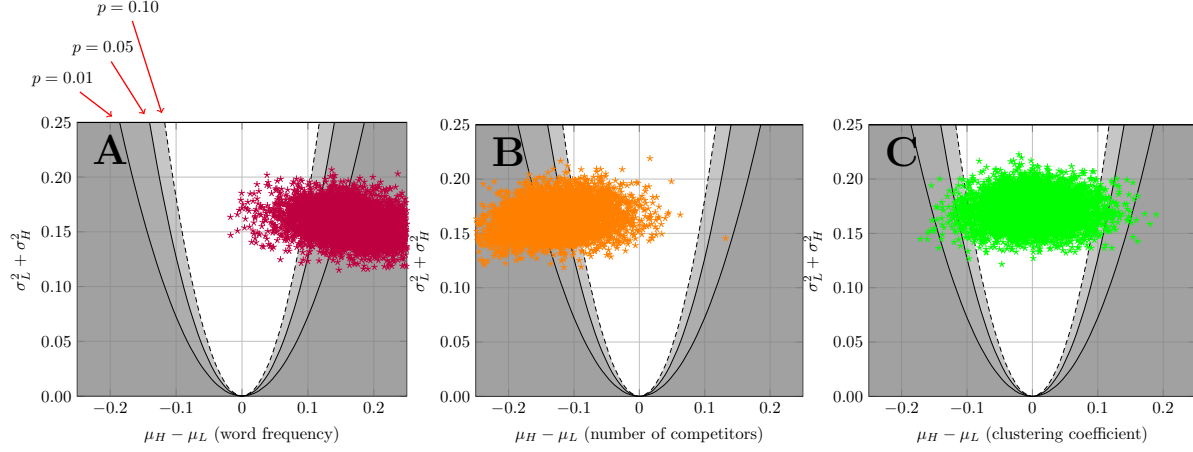 p = 0.10
p = 0.05
p = 0.01
A
0.25
0.20
0.15
0.10
0.05
0.00
σ²_L + σ²_H
−0.2 −0.1 0 0.1 0.2
μ_H − μ_L (word frequency)
B
0.25
0.20
0.15
0.10
0.05
0.00
σ²_L + σ²_H
−0.2 −0.1 0 0.1 0.2
μ_H − μ_L (number of competitors)
C
0.25
0.20
0.15
0.10
0.05
0.00
σ²_L + σ²_H
−0.2 −0.1 0 0.1 0.2
μ_H − μ_L (clustering coefficient)